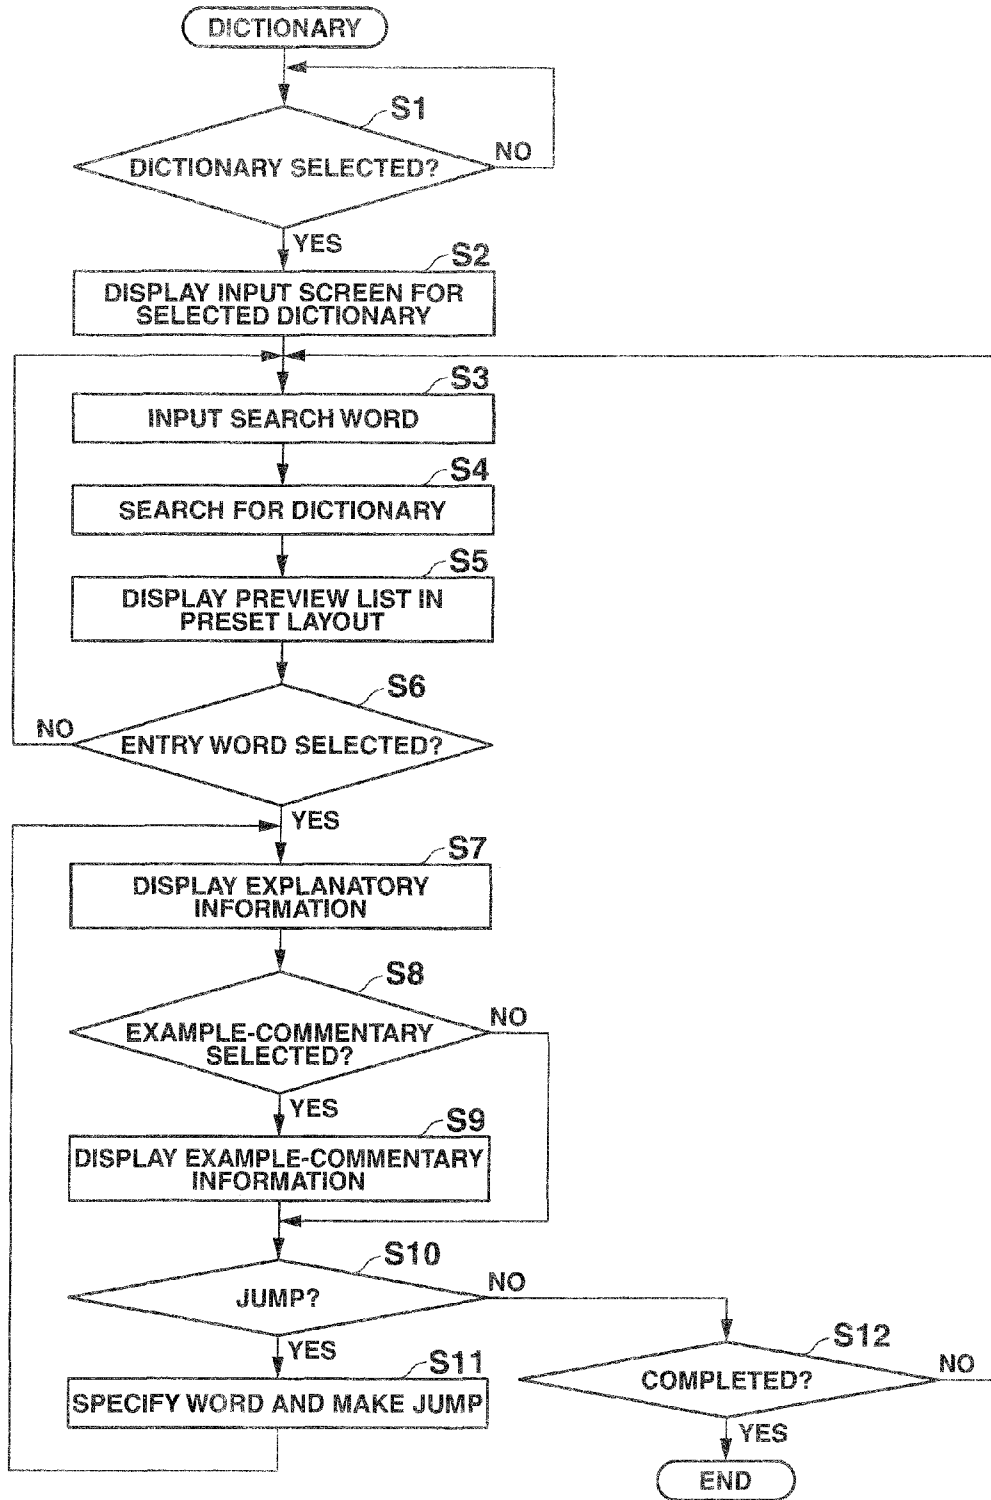 DICTIONARY
S1
DICTIONARY SELECTED?
NO
YES
S2
DISPLAY INPUT SCREEN FOR
SELECTED DICTIONARY
S3
INPUT SEARCH WORD
S4
SEARCH FOR DICTIONARY
S5
DISPLAY PREVIEW LIST IN
PRESET LAYOUT
S6
NO
ENTRY WORD SELECTED?
YES
S7
DISPLAY EXPLANATORY
INFORMATION
S8
NO
EXAMPLE-COMMENTARY
SELECTED?
YES
S9
DISPLAY EXAMPLE-COMMENTARY
INFORMATION
S10
NO
JUMP?
YES
S11
SPECIFY WORD AND MAKE JUMP
S12
COMPLETED?
NO
YES
END